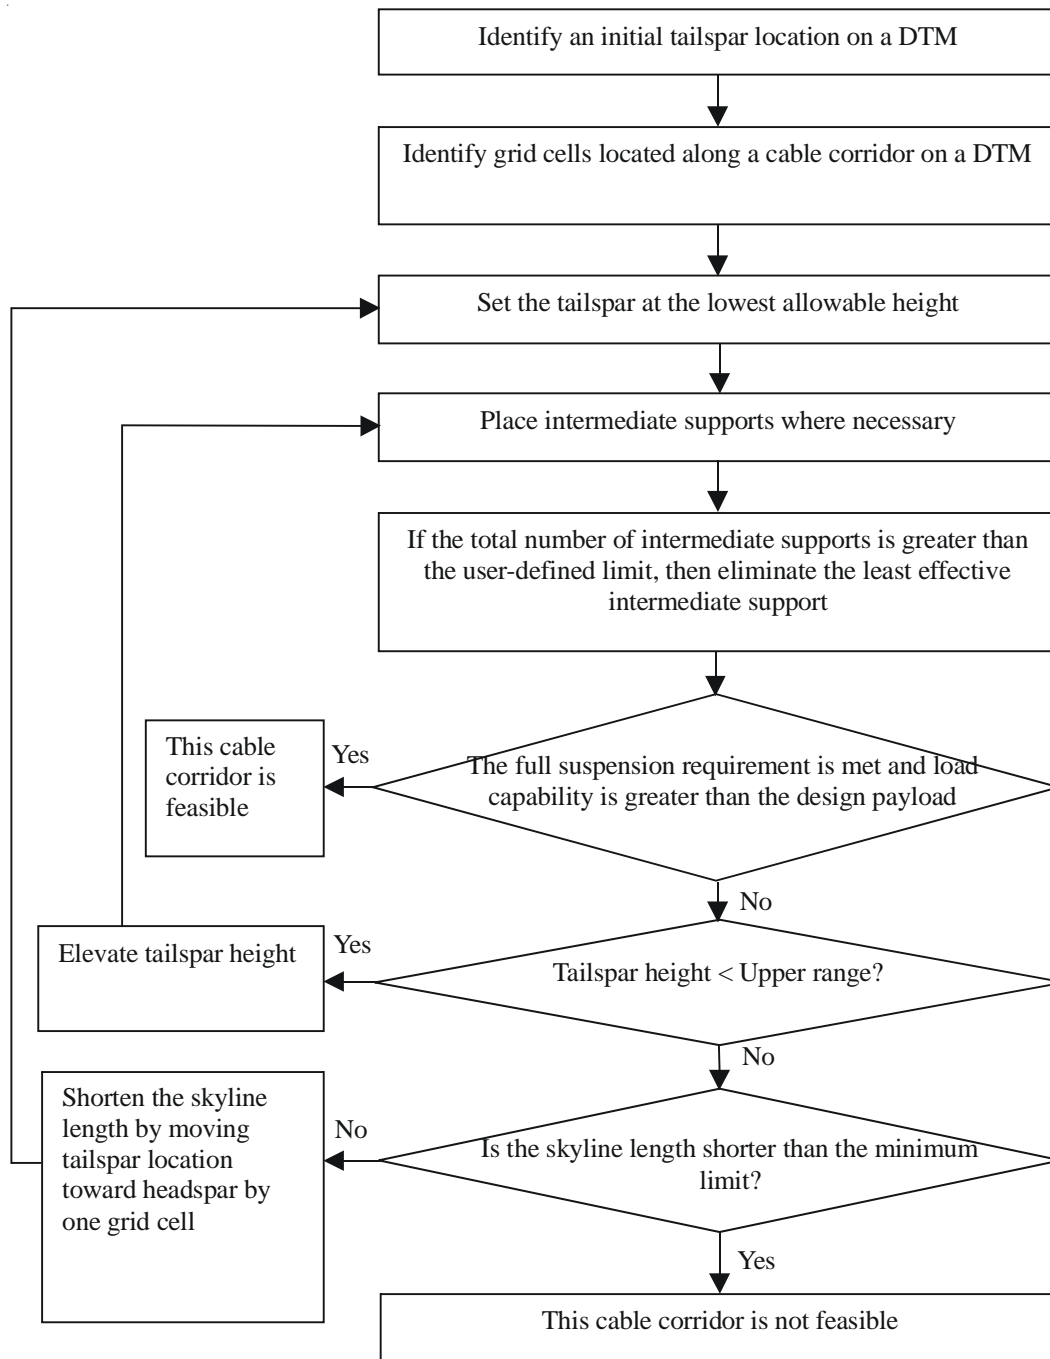 Identify an initial tailspar location on a DTM
Identify grid cells located along a cable corridor on a DTM
Set the tailspar at the lowest allowable height
Place intermediate supports where necessary
If the total number of intermediate supports is greater than
the user-defined limit, then eliminate the least effective
intermediate support
This cable
corridor is
feasible
Yes
The full suspension requirement is met and load
capability is greater than the design payload
No
Elevate tailspar height
Yes
Tailspar height < Upper range?
No
Shorten the skyline
length by moving
tailspar location
toward headspar by
one grid cell
No
Is the skyline length shorter than the minimum
limit?
Yes
This cable corridor is not feasible